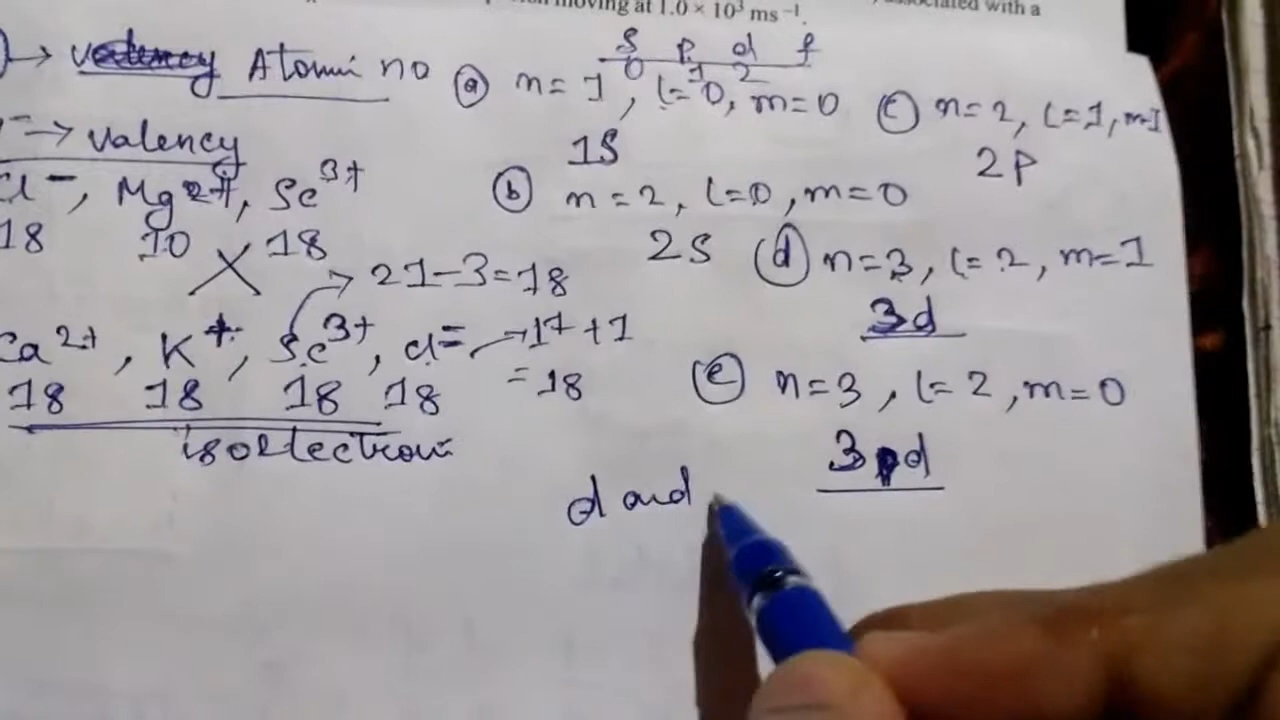 moving at 1.0 × 10³ ms⁻¹. associated with a
→ Atomic no
→ valency
Cl⁻, Mg2+, Sc³⁺
18 10 18
→ 21-3=18
Ca²⁺, K⁺, Sc³⁺, Cl⁻ → 17+1
18 18 18 18 = 18
isoelectronic
S P d f
0 1 2
(a) n=1, l=0, m=0
1S
(b) n=2, l=0, m=0
2S
(c) n=2, l=1, m=1
2P
(d) n=3, l=2, m=1
3d
(e) n=3, l=2, m=0
3d
d and